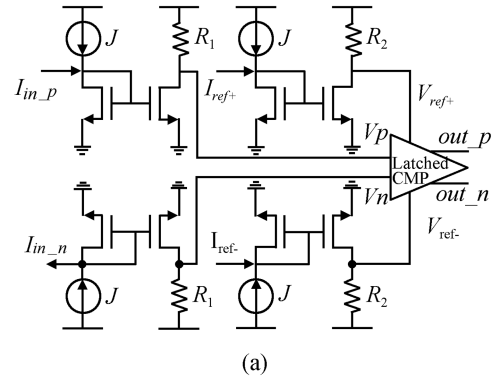 J
R1
J
R2
Iin_p
Iref+
Vref+
Vp
out_p
Latched
CMP
Vn
out_n
Iin_n
Iref-
Vref-
J
R1
J
R2
(a)